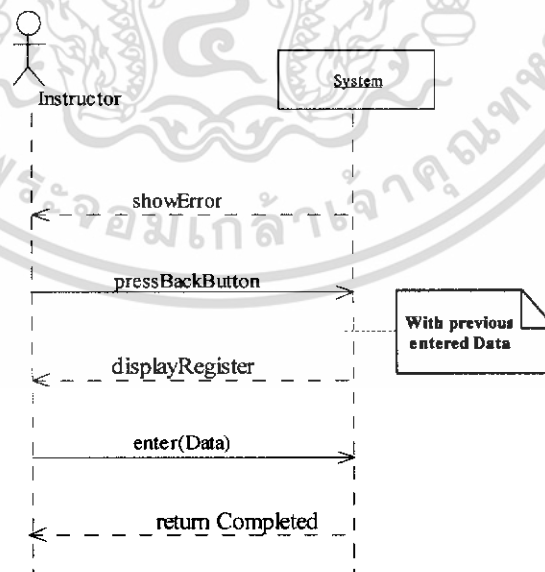 Instructor
System
showError
pressBackButton
With previous
entered Data
displayRegister
enter(Data)
return Completed